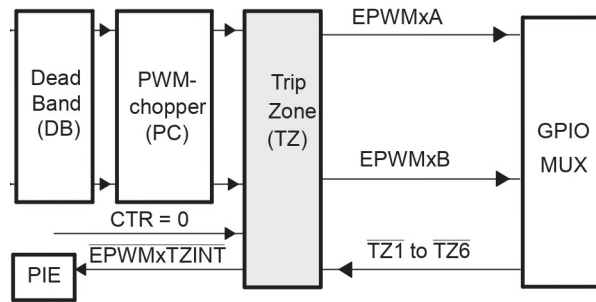 EPWMxA
Dead
Band
(DB)
PWM-
chopper
(PC)
Trip
Zone
(TZ)
GPIO
MUX
EPWMxB
CTR = 0
EPWMxTZINT
TZ1 to TZ6
PIE